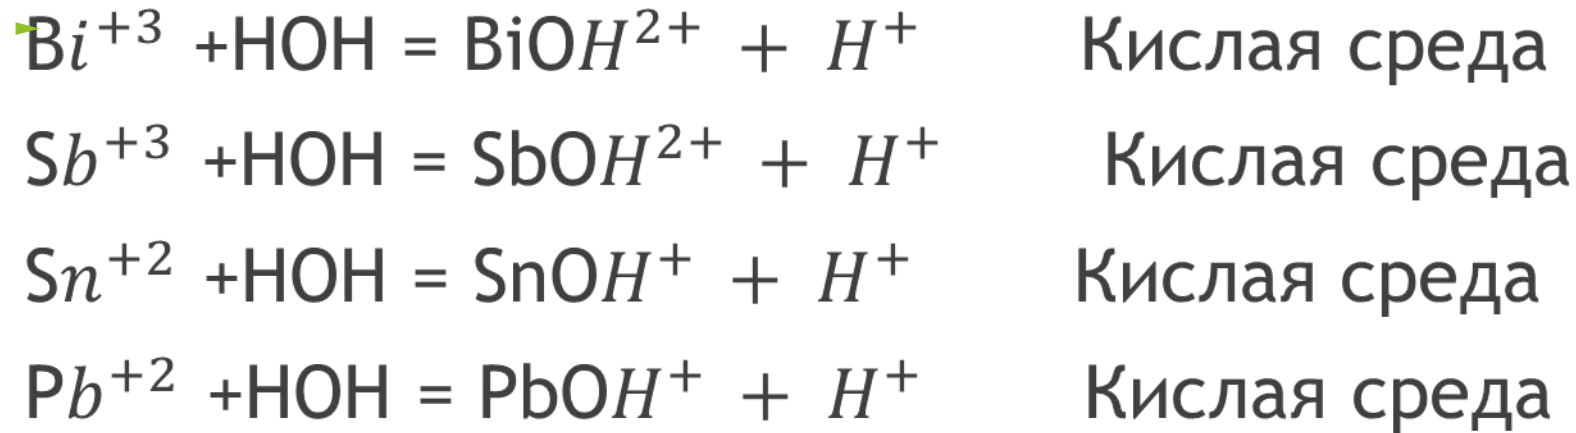 Bi⁺³ +HOH = BiOH²⁺ + H⁺ Кислая среда
Sb⁺³ +HOH = SbOH²⁺ + H⁺ Кислая среда
Sn⁺² +HOH = SnOH⁺ + H⁺ Кислая среда
Pb⁺² +HOH = PbOH⁺ + H⁺ Кислая среда